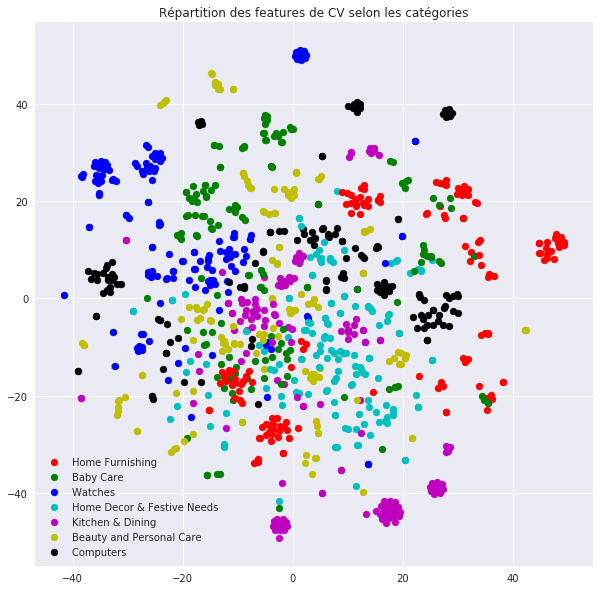 Répartition des features de CV selon les catégories
40
20
0
−20
−40
Home Furnishing
Baby Care
Watches
Home Decor & Festive Needs
Kitchen & Dining
Beauty and Personal Care
Computers
−40 −20 0 20 40